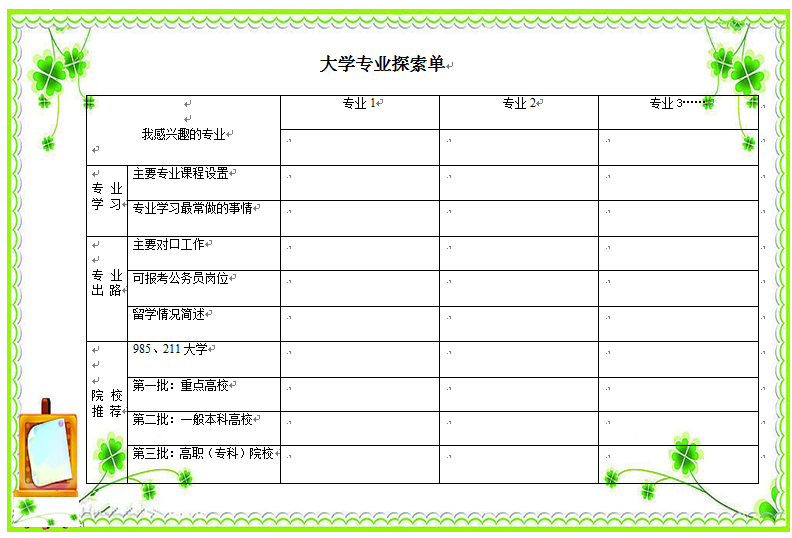 大学专业探索单
专业 1
专业 2
专业 3……
我感兴趣的专业
专 业
学 习
主要专业课程设置
专业学习最常做的事情
专 业
出 路
主要对口工作
可报考公务员岗位
留学情况简述
院 校
推 荐
985、211 大学
第一批：重点高校
第二批：一般本科高校
第三批：高职（专科）院校